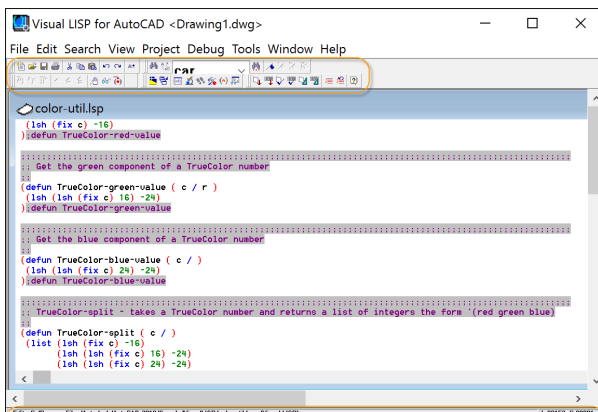 Visual LISP for AutoCAD <Drawing1.dwg>
File Edit Search View Project Debug Tools Window Help
car
color-util.lsp
(lsh (fix c) -16)
);defun TrueColor-red-value
;;;;;;;;;;;;;;;;;;;;;;;;;;;;;;;;;;;;;;;;;;;;;;;;;;;;;;;;;;;;;;;;;;;;;;;;;;;;;;
;; Get the green component of a TrueColor number
;;
(defun TrueColor-green-value ( c / r )
(lsh (lsh (fix c) 16) -24)
);defun TrueColor-green-value
;;;;;;;;;;;;;;;;;;;;;;;;;;;;;;;;;;;;;;;;;;;;;;;;;;;;;;;;;;;;;;;;;;;;;;;;;;;;;;
;; Get the blue component of a TrueColor number
;;
(defun TrueColor-blue-value ( c / )
(lsh (lsh (fix c) 24) -24)
);defun TrueColor-blue-value
;;;;;;;;;;;;;;;;;;;;;;;;;;;;;;;;;;;;;;;;;;;;;;;;;;;;;;;;;;;;;;;;;;;;;;;;;;;;;;
;; TrueColor-split - takes a TrueColor number and returns a list of integers the form '(red green blue)
;;
(defun TrueColor-split ( c / )
(list (lsh (fix c) -16)
(lsh (lsh (fix c) 16) -24)
(lsh (lsh (fix c) 24) -24)